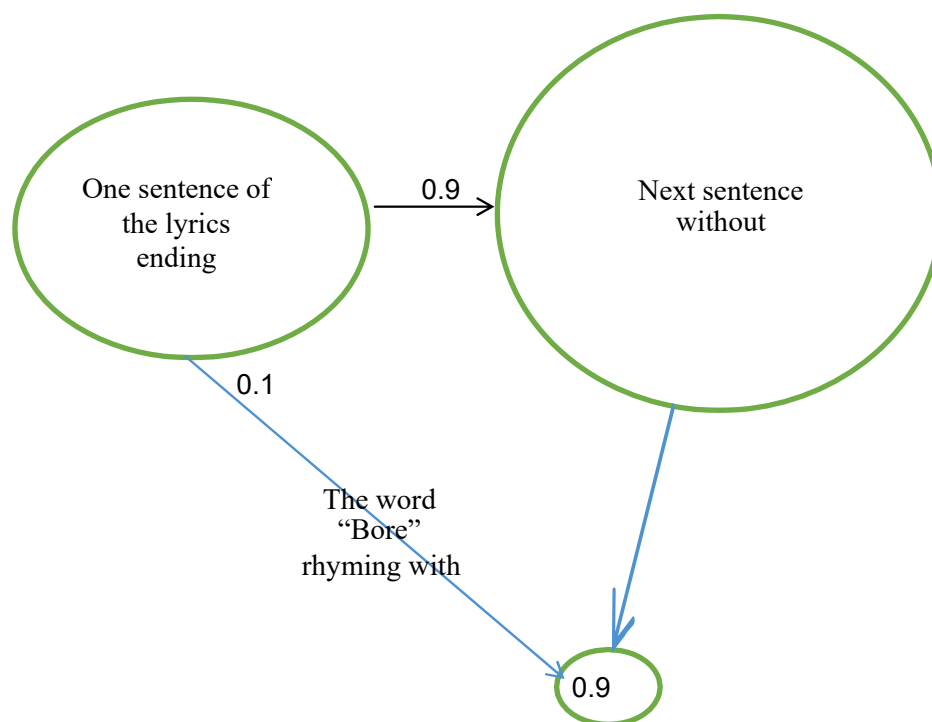 One sentence of
the lyrics
ending
0.9
Next sentence
without
0.1
The word
“Bore”
rhyming with
0.9